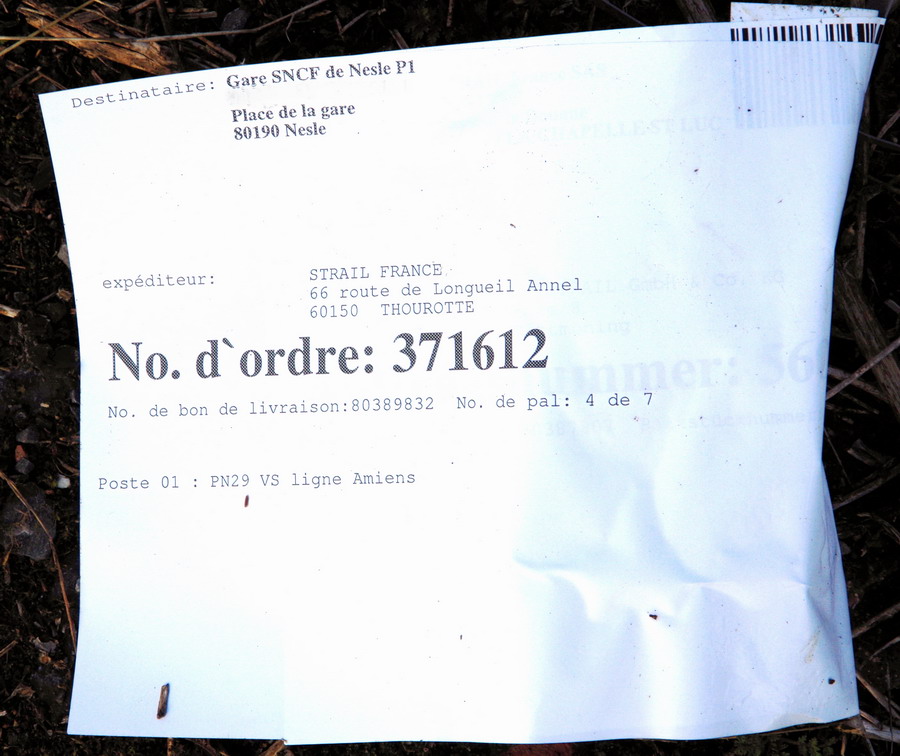 Destinataire: Gare SNCF de Nesle P1
Place de la gare
80190 Nesle
expéditeur: STRAIL FRANCE
66 route de Longueil Annel
60150 THOUROTTE
No. d`ordre: 371612
No. de bon de livraison:80389832 No. de pal: 4 de 7
Poste 01 : PN29 VS ligne Amiens